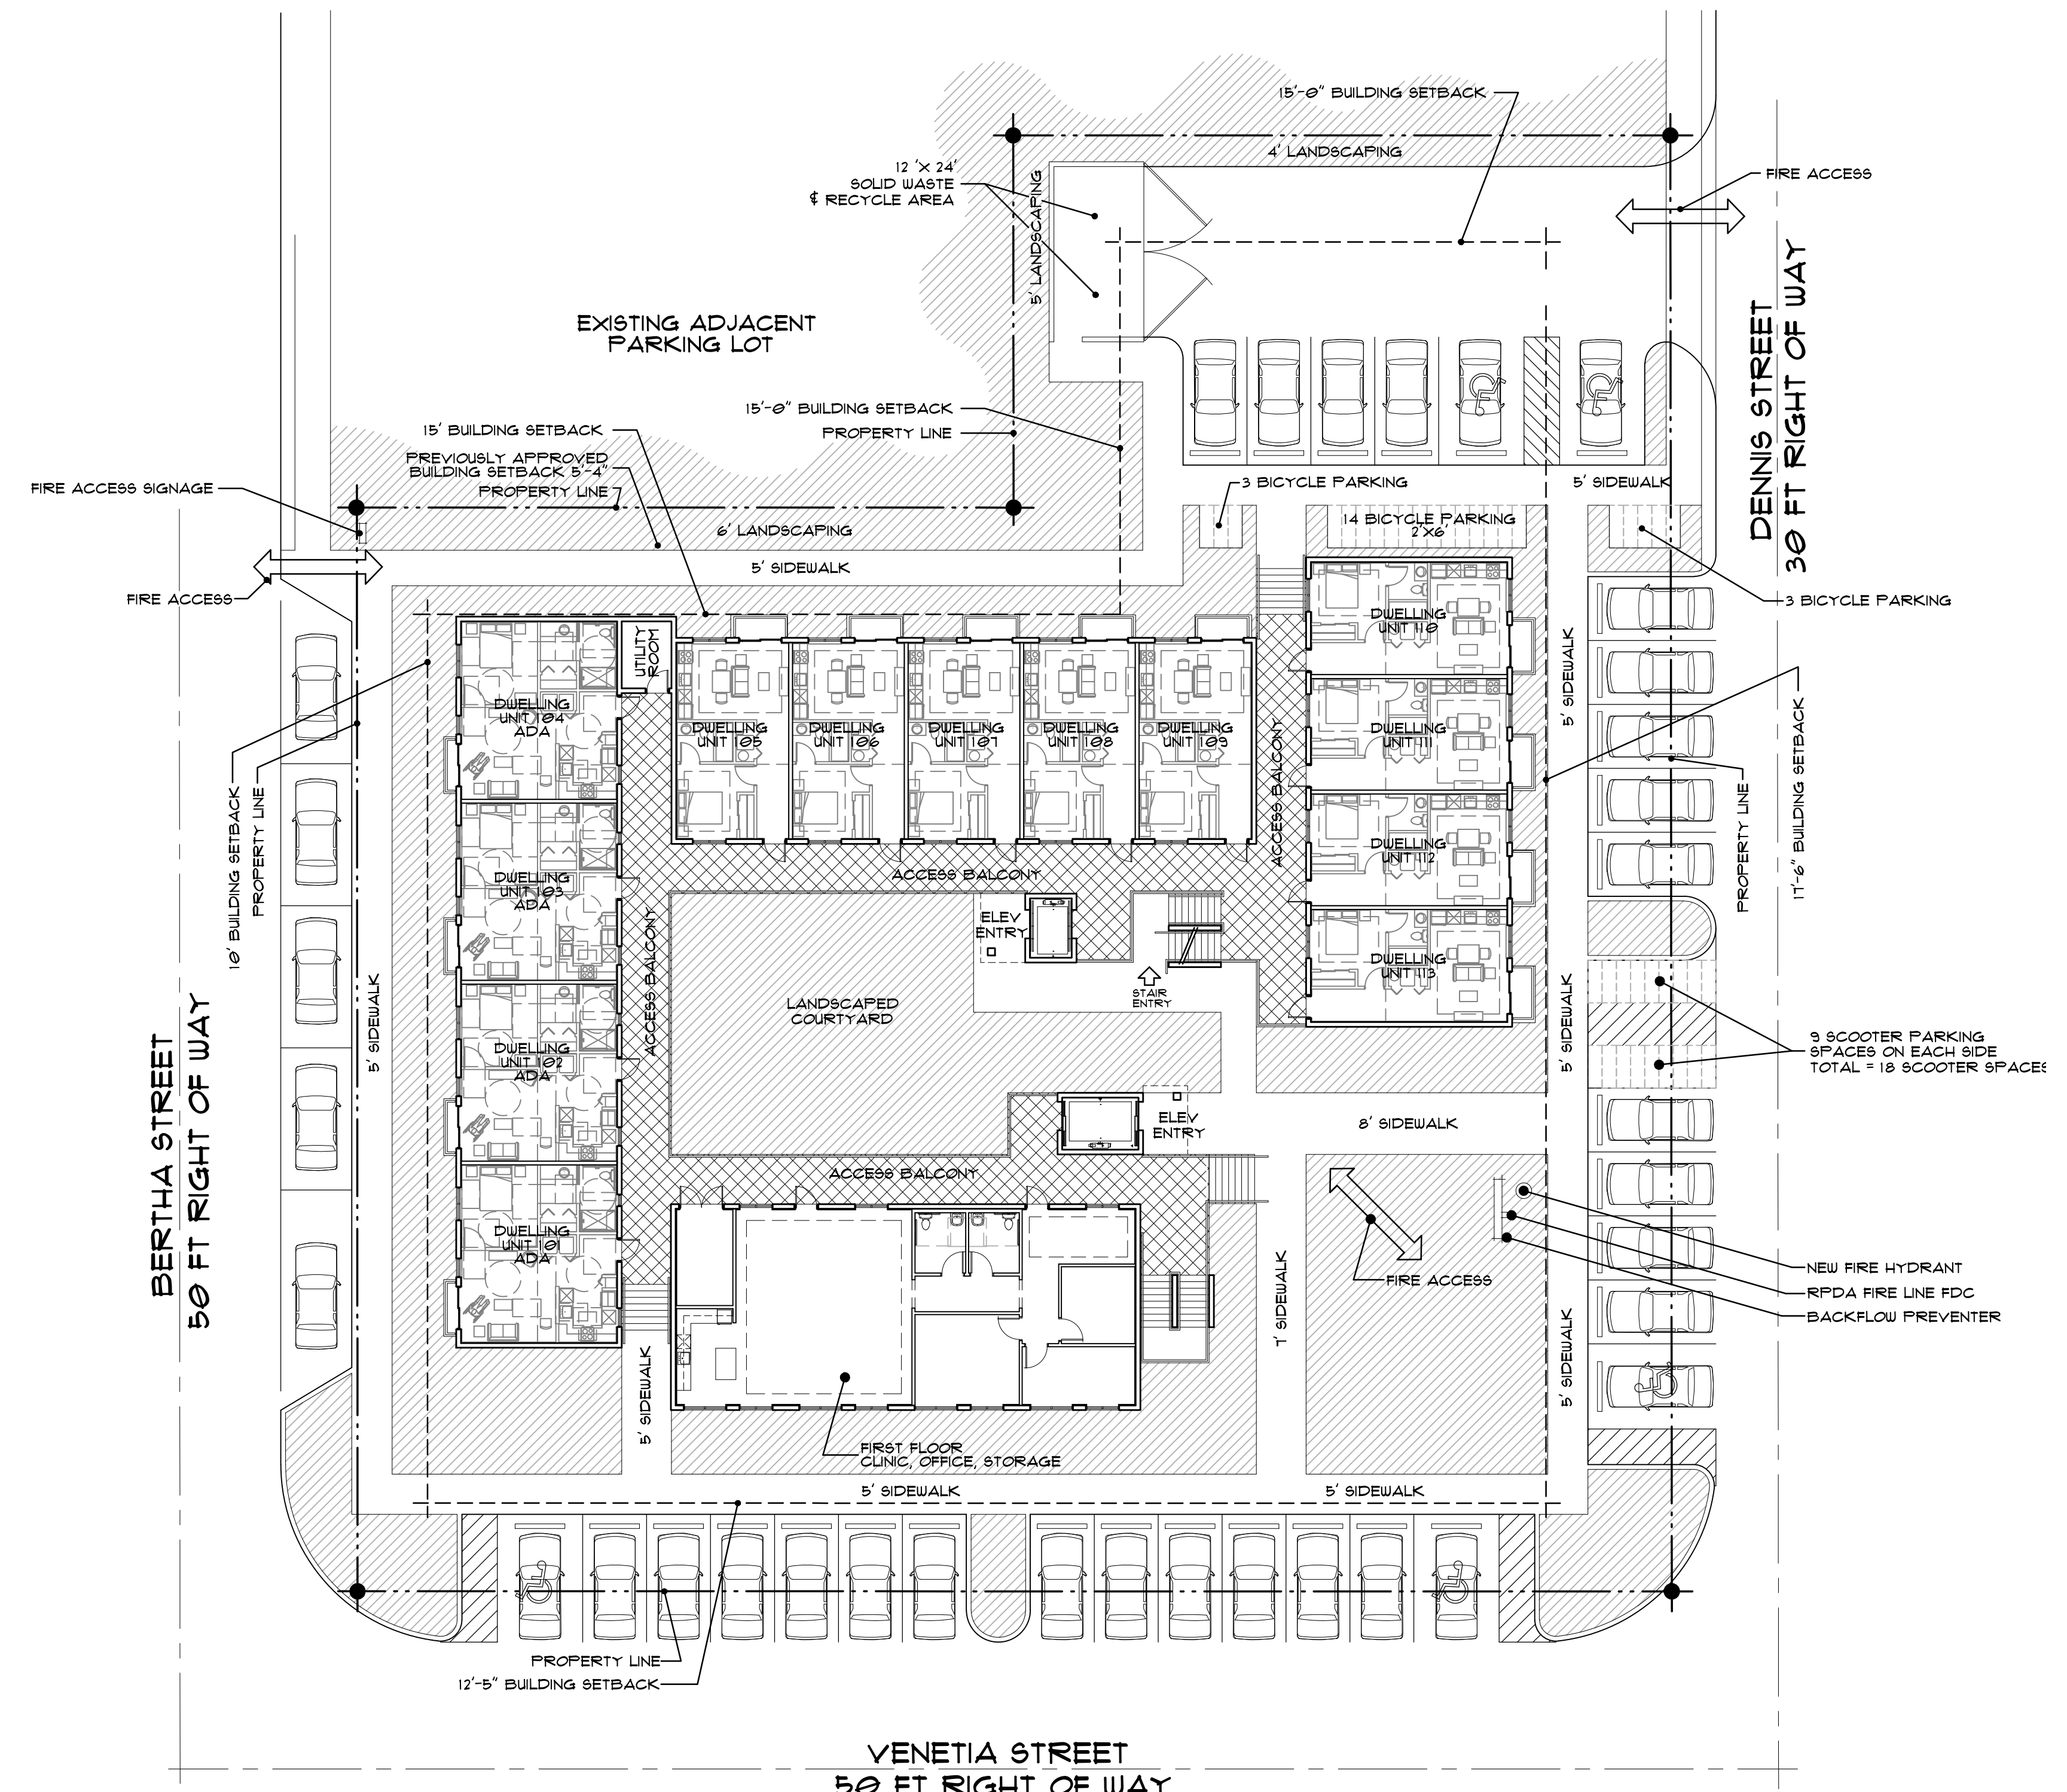 15'-0" BUILDING SETBACK
4' LANDSCAPING
12 'X 24'
SOLID WASTE
& RECYCLE AREA
5' LANDSCAPING
FIRE ACCESS
DENNIS STREET
30 FT RIGHT OF WAY
EXISTING ADJACENT
PARKING LOT
15'-0" BUILDING SETBACK
PROPERTY LINE
15' BUILDING SETBACK
PREVIOUSLY APPROVED
BUILDING SETBACK 5'-4"
PROPERTY LINE
FIRE ACCESS SIGNAGE
6' LANDSCAPING
5' SIDEWALK
FIRE ACCESS
3 BICYCLE PARKING
14 BICYCLE PARKING
2'X6'
5' SIDEWALK
3 BICYCLE PARKING
UTILITY
ROOM
DWELLING
UNIT 104
ADA
DWELLING
UNIT 105
DWELLING
UNIT 106
DWELLING
UNIT 107
DWELLING
UNIT 108
DWELLING
UNIT 109
DWELLING
UNIT 110
DWELLING
UNIT 111
DWELLING
UNIT 112
DWELLING
UNIT 113
5' SIDEWALK
ACCESS BALCONY
ACCESS BALCONY
10' BUILDING SETBACK
PROPERTY LINE
PROPERTY LINE
17'-6" BUILDING SETBACK
DWELLING
UNIT 103
ADA
ACCESS BALCONY
ELEV
ENTRY
STAIR
ENTRY
LANDSCAPED
COURTYARD
5' SIDEWALK
5' SIDEWALK
9 SCOOTER PARKING
SPACES ON EACH SIDE
TOTAL = 18 SCOOTER SPACES
BERTHA STREET
50 FT RIGHT OF WAY
DWELLING
UNIT 102
ADA
ELEV
ENTRY
8' SIDEWALK
ACCESS BALCONY
DWELLING
UNIT 101
ADA
FIRE ACCESS
NEW FIRE HYDRANT
RPDA FIRE LINE FDC
BACKFLOW PREVENTER
7' SIDEWALK
5' SIDEWALK
5' SIDEWALK
FIRST FLOOR
CLINIC, OFFICE, STORAGE
5' SIDEWALK
5' SIDEWALK
PROPERTY LINE
12'-5" BUILDING SETBACK
VENETIA STREET
50 FT RIGHT OF WAY